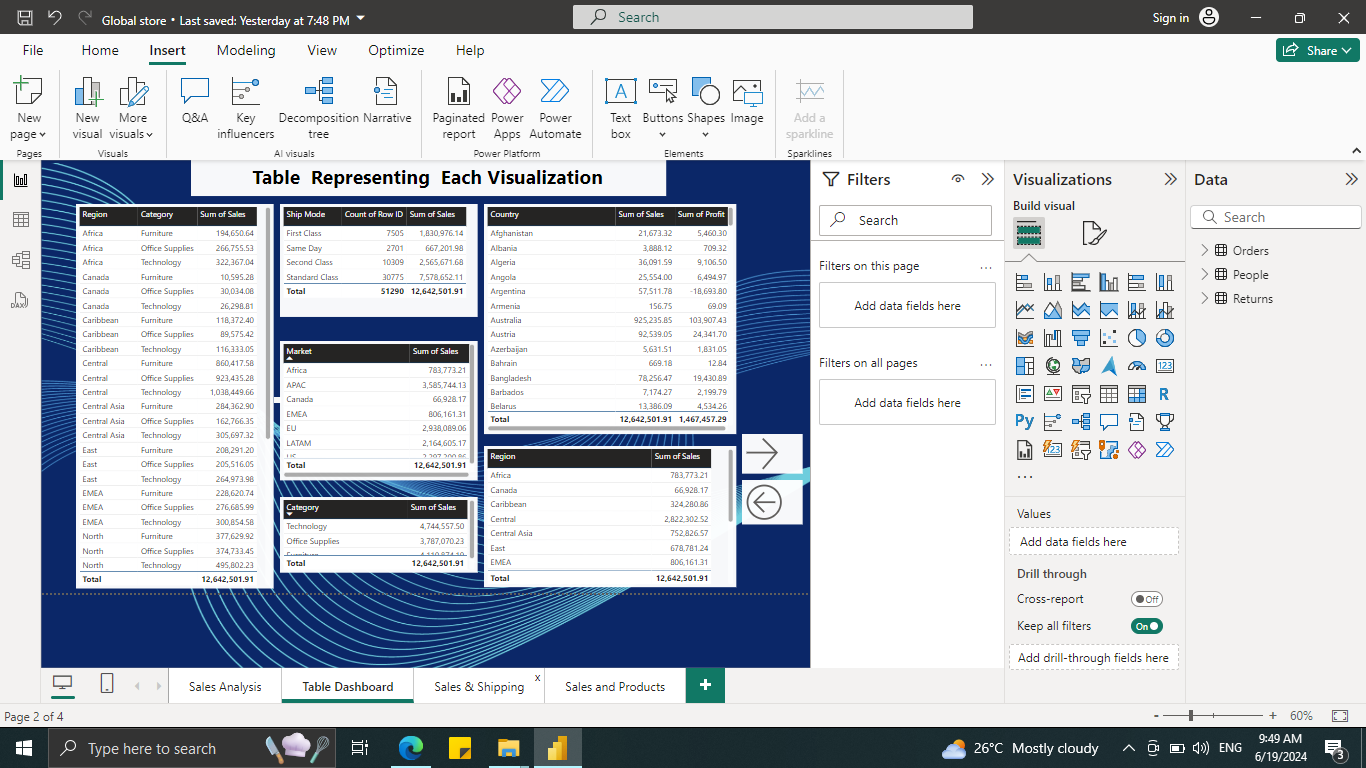 Global store • Last saved: Yesterday at 7:48 PM
Search
Sign in
File Home Insert Modeling View Optimize Help
Share
New page
New visual
More visuals
Q&A
Key influencers
Decomposition tree
Narrative
Paginated report
Power Apps
Power Automate
Text box
Buttons
Shapes
Image
Add a sparkline
Pages
Visuals
AI visuals
Power Platform
Elements
Sparklines
DAX
Table Representing Each Visualization
Region Category Sum of Sales
Africa Furniture 194,650.64
Africa Office Supplies 266,755.53
Africa Technology 322,367.04
Canada Furniture 10,595.28
Canada Office Supplies 30,034.08
Canada Technology 26,298.81
Caribbean Furniture 118,372.40
Caribbean Office Supplies 89,575.42
Caribbean Technology 116,333.05
Central Furniture 860,417.58
Central Office Supplies 923,435.28
Central Technology 1,038,449.66
Central Asia Furniture 284,362.90
Central Asia Office Supplies 162,766.35
Central Asia Technology 305,697.32
East Furniture 208,291.20
East Office Supplies 205,516.05
East Technology 264,973.98
EMEA Furniture 228,620.74
EMEA Office Supplies 276,685.99
EMEA Technology 300,854.58
North Furniture 377,629.92
North Office Supplies 374,733.45
North Technology 495,802.23
Total 12,642,501.91
Ship Mode Count of Row ID Sum of Sales
First Class 7505 1,830,976.14
Same Day 2701 667,201.98
Second Class 10309 2,565,671.68
Standard Class 30775 7,578,652.11
Total 51290 12,642,501.91
Market Sum of Sales
Africa 783,773.21
APAC 3,585,744.13
Canada 66,928.17
EMEA 806,161.31
EU 2,938,089.06
LATAM 2,164,605.17
Total 12,642,501.91
Category Sum of Sales
Technology 4,744,557.50
Office Supplies 3,787,070.23
Total 12,642,501.91
Country Sum of Sales Sum of Profit
Afghanistan 21,673.32 5,460.30
Albania 3,888.12 709.32
Algeria 36,091.59 9,106.50
Angola 25,554.00 6,494.97
Argentina 57,511.78 -18,693.80
Armenia 156.75 69.09
Australia 925,235.85 103,907.43
Austria 92,539.05 24,341.70
Azerbaijan 5,631.51 1,831.05
Bahrain 669.18 12.84
Bangladesh 78,256.47 19,430.89
Barbados 7,174.27 2,199.79
Belarus 13,386.09 4,534.26
Total 12,642,501.91 1,467,457.29
Region Sum of Sales
Africa 783,773.21
Canada 66,928.17
Caribbean 324,280.86
Central 2,822,302.52
Central Asia 752,826.57
East 678,781.24
EMEA 806,161.31
Total 12,642,501.91
Filters
Search
Filters on this page ...
Add data fields here
Filters on all pages ...
Add data fields here
Visualizations
Build visual
123
R
Py
123
...
Values
Add data fields here
Drill through
Cross-report Off
Keep all filters On
Add drill-through fields here
Data
Search
Orders
People
Returns
Sales Analysis
Table Dashboard
Sales & Shipping x
Sales and Products
+
Page 2 of 4
- + 60%
Type here to search
26°C Mostly cloudy
ENG
9:49 AM
6/19/2024
3